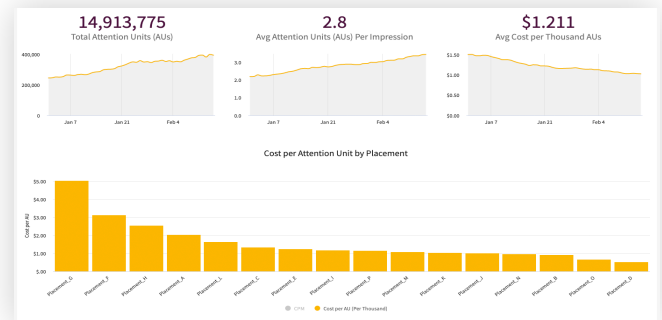 14,913,775
Total Attention Units (AUs)
2.8
Avg Attention Units (AUs) Per Impression
$1.211
Avg Cost per Thousand AUs
400,000
200,000
0
Jan 7 Jan 21 Feb 4
3.0
2.0
1.0
0.0
Jan 7 Jan 21 Feb 4
$1.50
$1.00
$0.50
$0.00
Jan 7 Jan 21 Feb 4
Cost per Attention Unit by Placement
Cost per AU
$5.00
$4.00
$3.00
$2.00
$1.00
$.00
Placement_G Placement_F Placement_H Placement_A Placement_L Placement_C Placement_E Placement_I Placement_P Placement_M Placement_K Placement_J Placement_N Placement_B Placement_O Placement_D
CPM Cost per AU (Per Thousand)